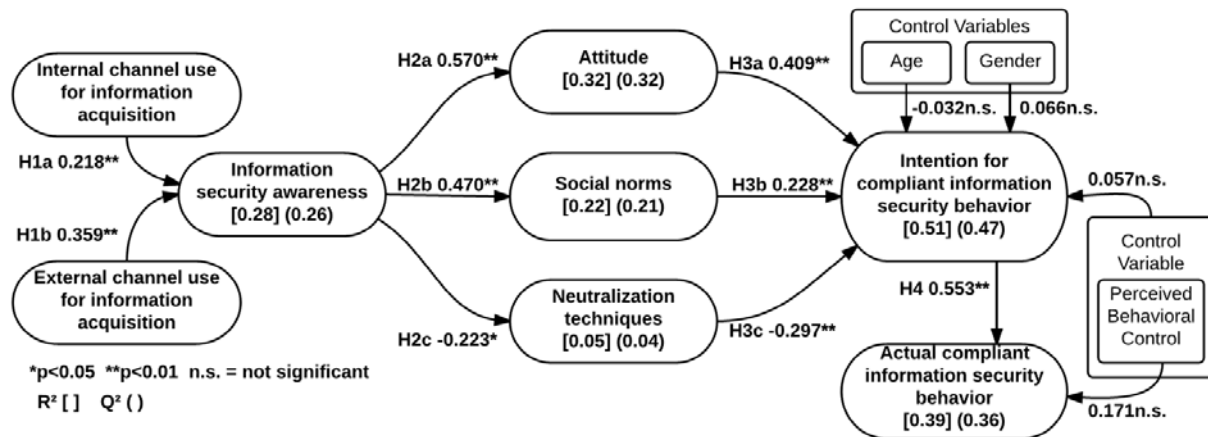 Internal channel use
for information
acquisition
H1a 0.218**
H1b 0.359**
External channel use
for information
acquisition
Information
security awareness
[0.28] (0.26)
H2a 0.570**
H2b 0.470**
H2c -0.223*
Attitude
[0.32] (0.32)
Social norms
[0.22] (0.21)
Neutralization
techniques
[0.05] (0.04)
H3a 0.409**
H3b 0.228**
H3c -0.297**
Control Variables
Age
Gender
-0.032n.s.
0.066n.s.
Intention for
compliant information
security behavior
[0.51] (0.47)
0.057n.s.
Control
Variable
Perceived
Behavioral
Control
H4 0.553**
Actual compliant
information security
behavior
[0.39] (0.36)
0.171n.s.
*p<0.05 **p<0.01 n.s. = not significant
R² [ ] Q² ( )